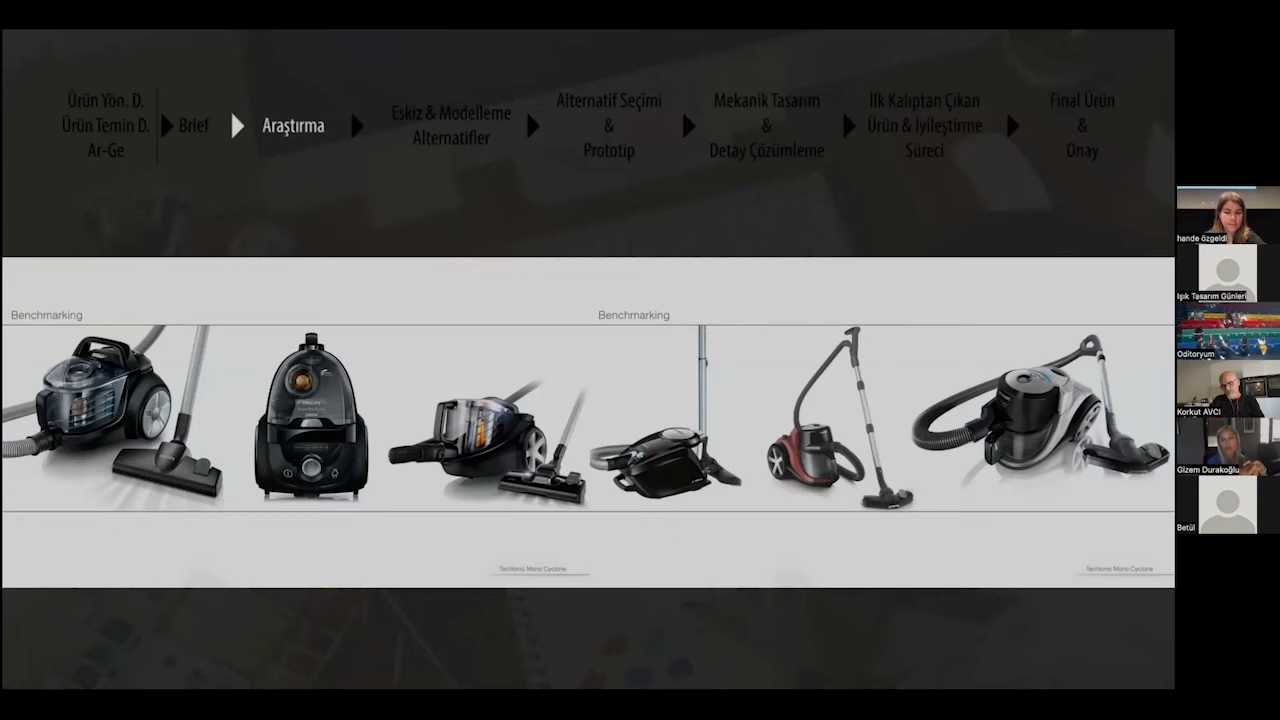 Ürün Yön. D.
Ürün Temin D.
Ar-Ge
Brief
Araştırma
Eskiz & Modelleme
Alternatifler
Alternatif Seçimi
&
Prototip
Mekanik Tasarım
&
Detay Çözümleme
İlk Kalıptan Çıkan
Ürün & İyileştirme
Süreci
Final Ürün
&
Onay
Benchmarking
Benchmarking
Techtonic Mono Cyclone
Techtonic Mono Cyclone
hande özgeldi
Işık Tasarım Günleri
Oditoryum
Korkut AVCI
Gizem Durakoğlu
Betül